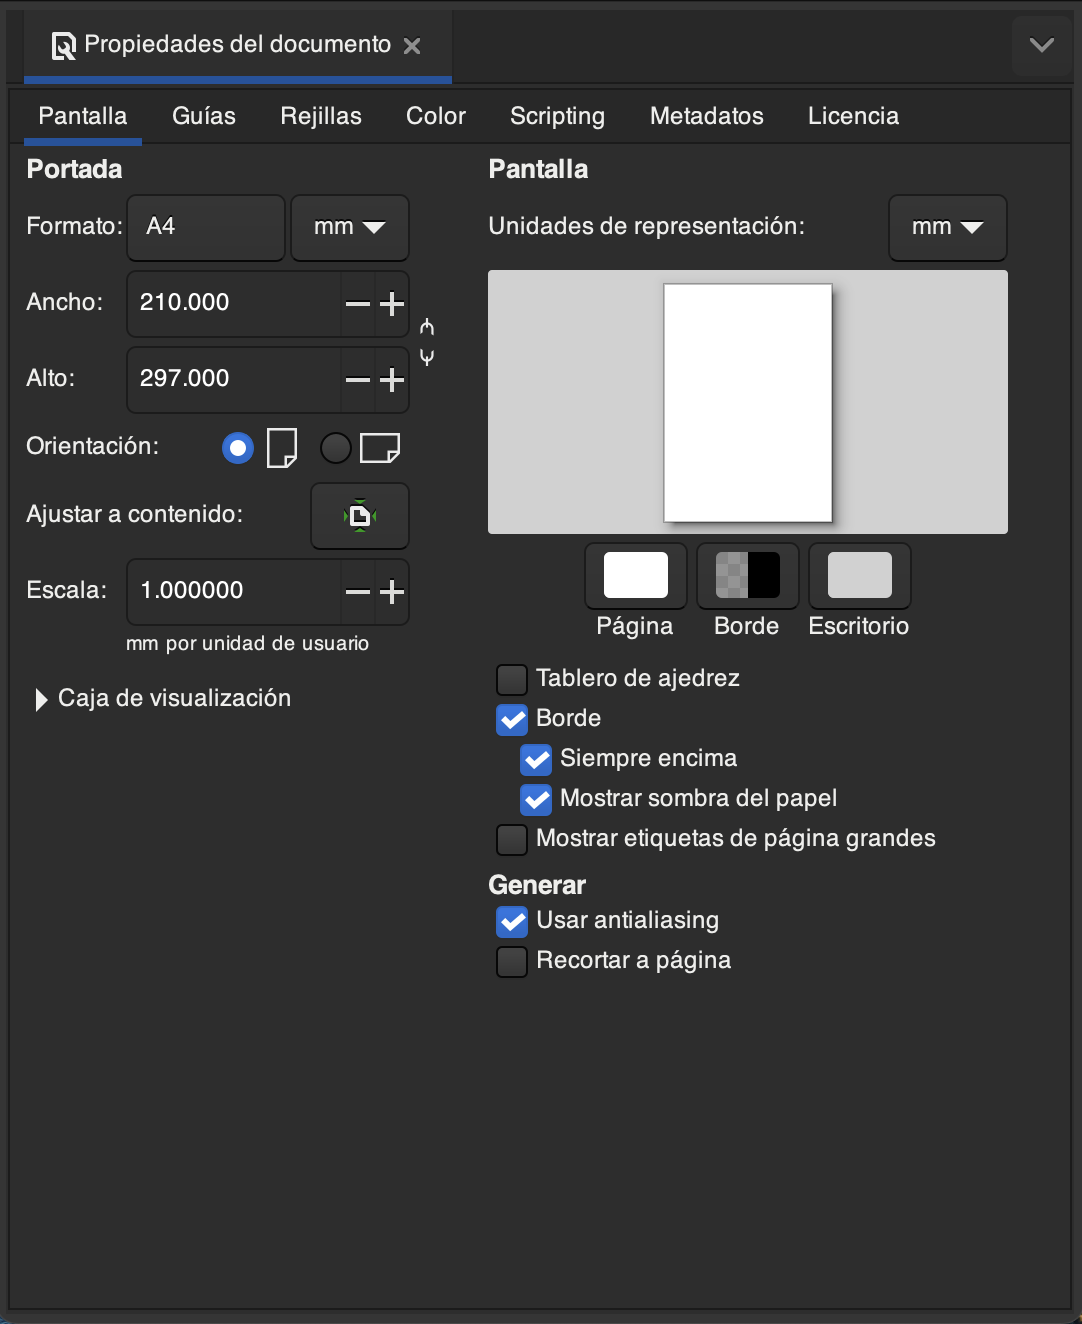 Propiedades del documento
Pantalla Guías Rejillas Color Scripting Metadatos Licencia
Portada
Formato: A4 mm
Ancho: 210.000
Alto: 297.000
Orientación:
Ajustar a contenido:
Escala: 1.000000
mm por unidad de usuario
Caja de visualización
Pantalla
Unidades de representación: mm
Página Borde Escritorio
Tablero de ajedrez
Borde
Siempre encima
Mostrar sombra del papel
Mostrar etiquetas de página grandes
Generar
Usar antialiasing
Recortar a página